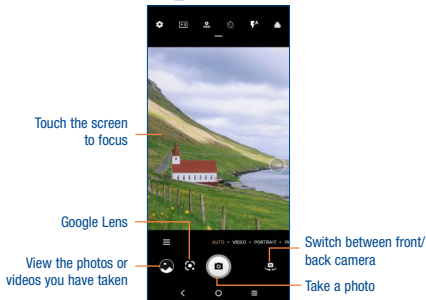 Touch the screen
to focus
Google Lens
View the photos or
videos you have taken
AUTO • VIDEO • PORTRAIT
Switch between front/
back camera
Take a photo